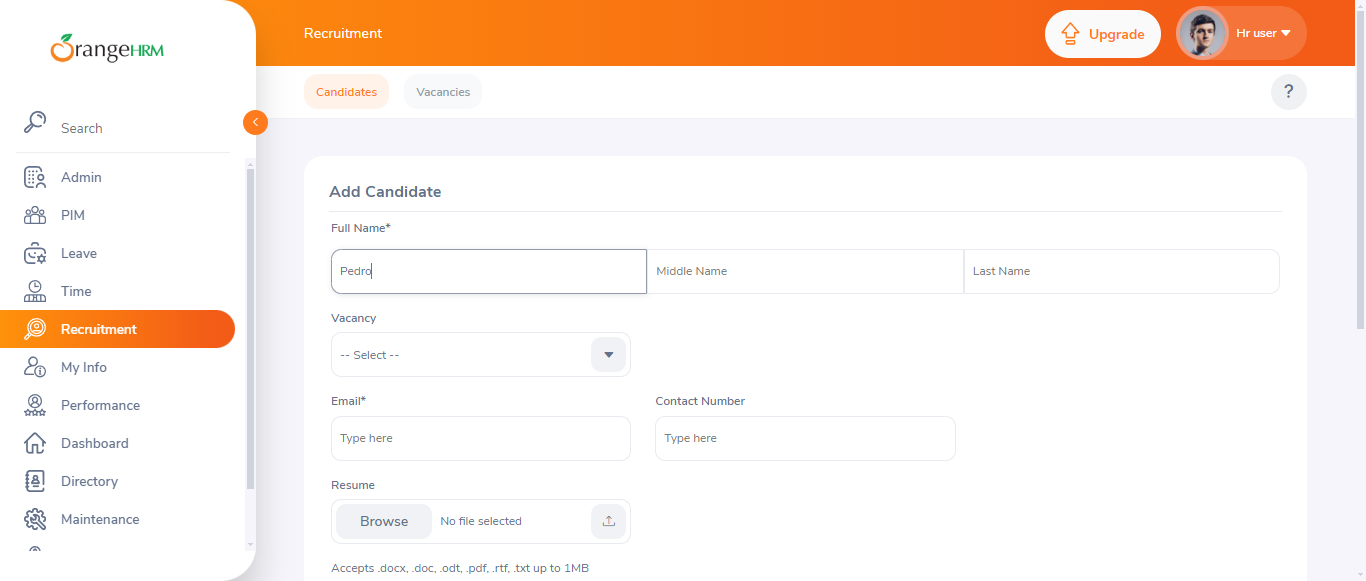 OrangeHRM
Search
Admin
PIM
Leave
Time
Recruitment
My Info
Performance
Dashboard
Directory
Maintenance
Recruitment
Upgrade
Hr user
Candidates
Vacancies
?
Add Candidate
Full Name*
Pedro
Middle Name
Last Name
Vacancy
-- Select --
Email*
Contact Number
Type here
Type here
Resume
Browse
No file selected
Accepts .docx, .doc, .odt, .pdf, .rtf, .txt up to 1MB